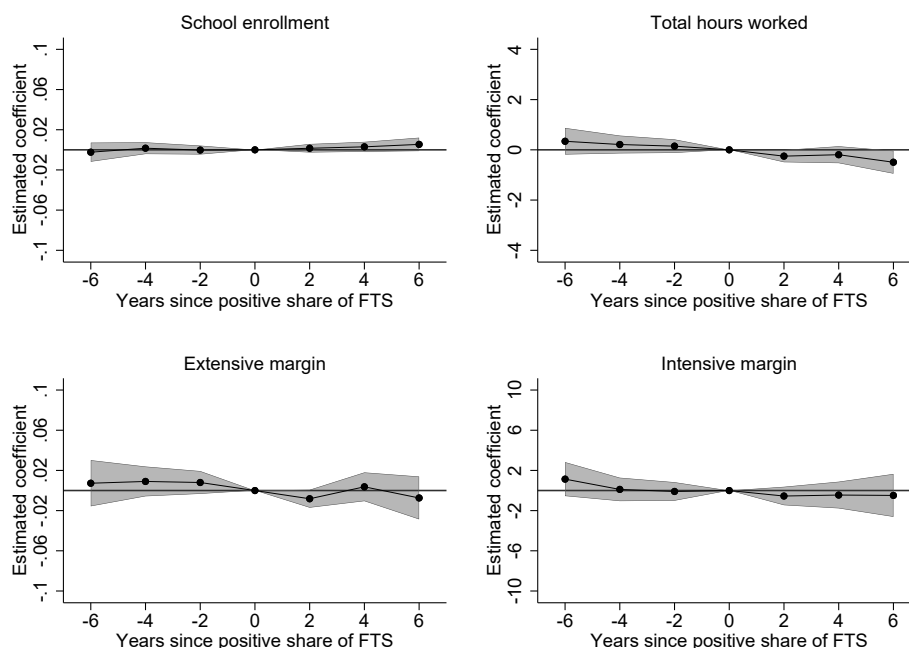 School enrollment
Estimated coefficient
.1
.06
.02
-.02
-.06
-.1
-6 -4 -2 0 2 4 6
Years since positive share of FTS
Total hours worked
Estimated coefficient
4
2
0
-2
-4
-6 -4 -2 0 2 4 6
Years since positive share of FTS
Extensive margin
Estimated coefficient
.1
.06
.02
-.02
-.06
-.1
-6 -4 -2 0 2 4 6
Years since positive share of FTS
Intensive margin
Estimated coefficient
10
6
2
-2
-6
-10
-6 -4 -2 0 2 4 6
Years since positive share of FTS